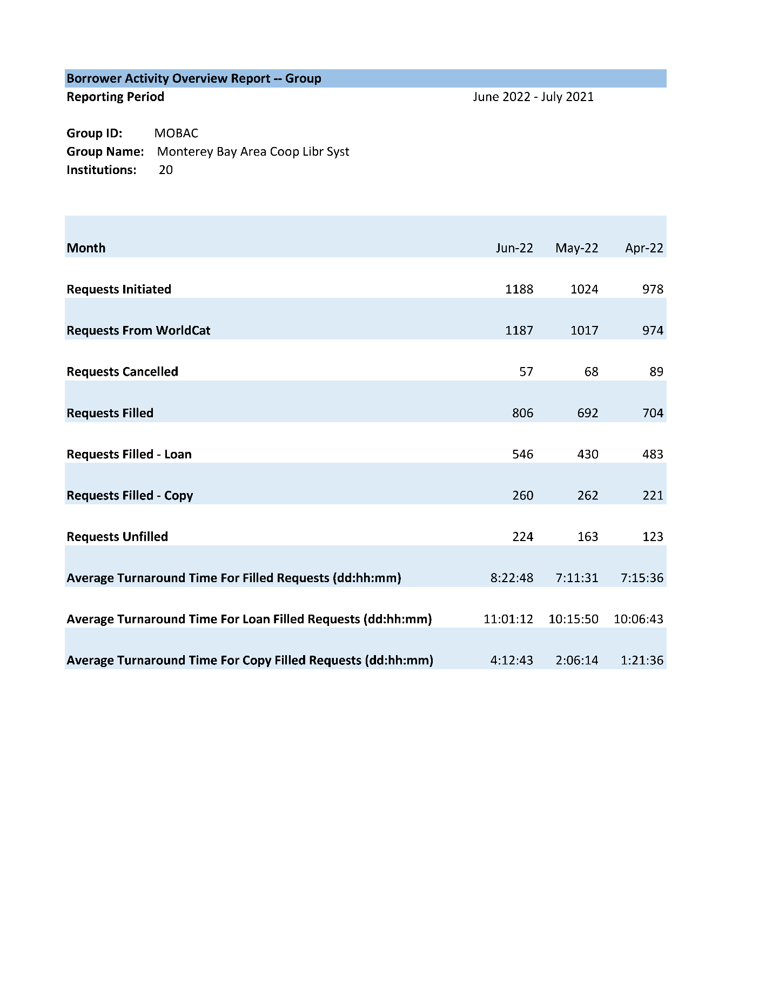 Borrower Activity Overview Report -- Group
Reporting Period June 2022 - July 2021
Group ID: MOBAC
Group Name: Monterey Bay Area Coop Libr Syst
Institutions: 20
Month Jun-22 May-22 Apr-22
Requests Initiated 1188 1024 978
Requests From WorldCat 1187 1017 974
Requests Cancelled 57 68 89
Requests Filled 806 692 704
Requests Filled - Loan 546 430 483
Requests Filled - Copy 260 262 221
Requests Unfilled 224 163 123
Average Turnaround Time For Filled Requests (dd:hh:mm) 8:22:48 7:11:31 7:15:36
Average Turnaround Time For Loan Filled Requests (dd:hh:mm) 11:01:12 10:15:50 10:06:43
Average Turnaround Time For Copy Filled Requests (dd:hh:mm) 4:12:43 2:06:14 1:21:36